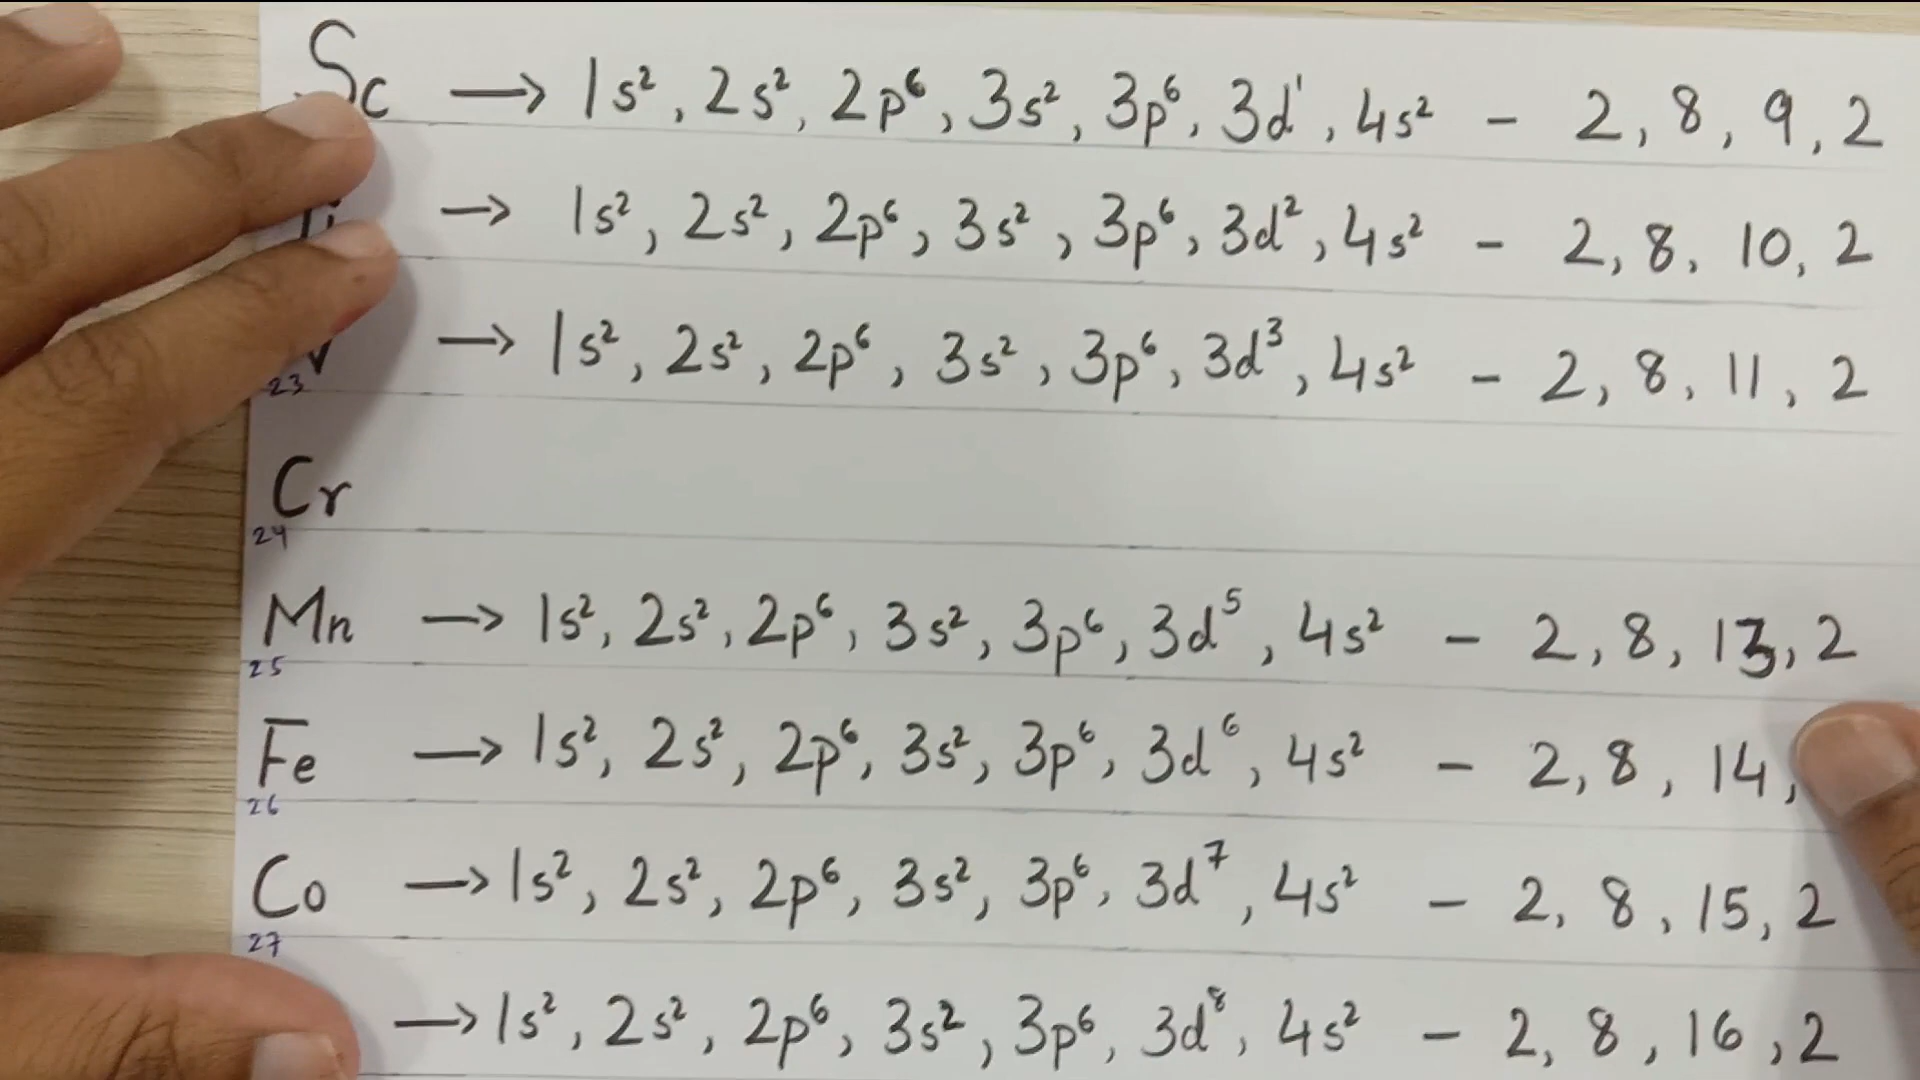 Sc → 1s², 2s², 2p⁶, 3s², 3p⁶, 3d¹, 4s² - 2, 8, 9, 2
Ti → 1s², 2s², 2p⁶, 3s², 3p⁶, 3d², 4s² - 2, 8, 10, 2
V → 1s², 2s², 2p⁶, 3s², 3p⁶, 3d³, 4s² - 2, 8, 11, 2
23
Cr
24
Mn → 1s², 2s², 2p⁶, 3s², 3p⁶, 3d⁵, 4s² - 2, 8, 13, 2
25
Fe → 1s², 2s², 2p⁶, 3s², 3p⁶, 3d⁶, 4s² - 2, 8, 14,
26
Co → 1s², 2s², 2p⁶, 3s², 3p⁶, 3d⁷, 4s² - 2, 8, 15, 2
27
→ 1s², 2s², 2p⁶, 3s², 3p⁶, 3d⁸, 4s² - 2, 8, 16, 2